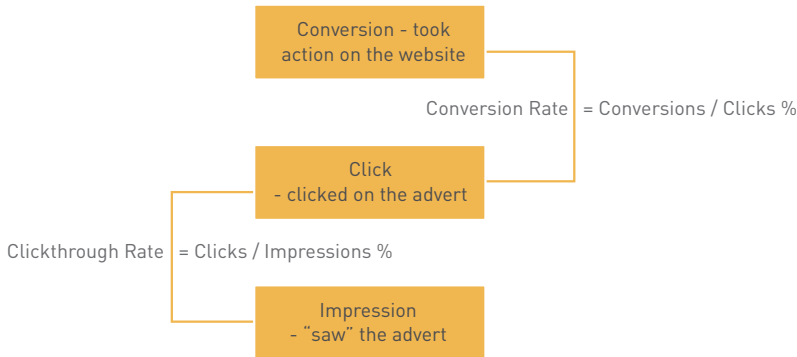 Conversion - took
action on the website
Conversion Rate = Conversions / Clicks %
Click
- clicked on the advert
Clickthrough Rate = Clicks / Impressions %
Impression
- “saw” the advert